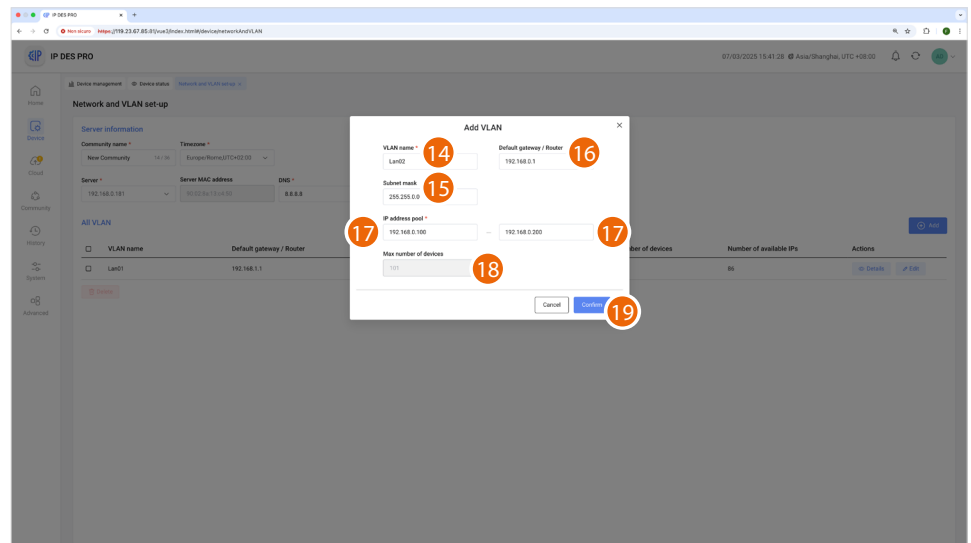 IP DES PRO
Non sicuro https://119.23.67.85:81/vue3/index.html#/device/networkAndVLAN
IP DES PRO
07/03/2025 15:41:28 Asia/Shanghai, UTC +08:00
Home
Device
Cloud
Community
History
System
Advanced
Device management Device status Network and VLAN set-up ×
Network and VLAN set-up
Server information
Community name * Timezone *
New Community 14 / 36 Europe/Rome,UTC+02:00
Server * Server MAC address DNS *
192.168.0.181 8.8.8.8
All VLAN
Add
VLAN name Default gateway / Router ber of devices Number of available IPs Actions
Lan01 192.168.1.1 86 Details Edit
Delete
Add VLAN
VLAN name * 14 Default gateway / Router 16
Lan02 192.168.0.1
Subnet mask 15
255.255.0.0
IP address pool *
17 192.168.0.100 – 192.168.0.200 17
Max number of devices
101 18
Cancel Confirm 19